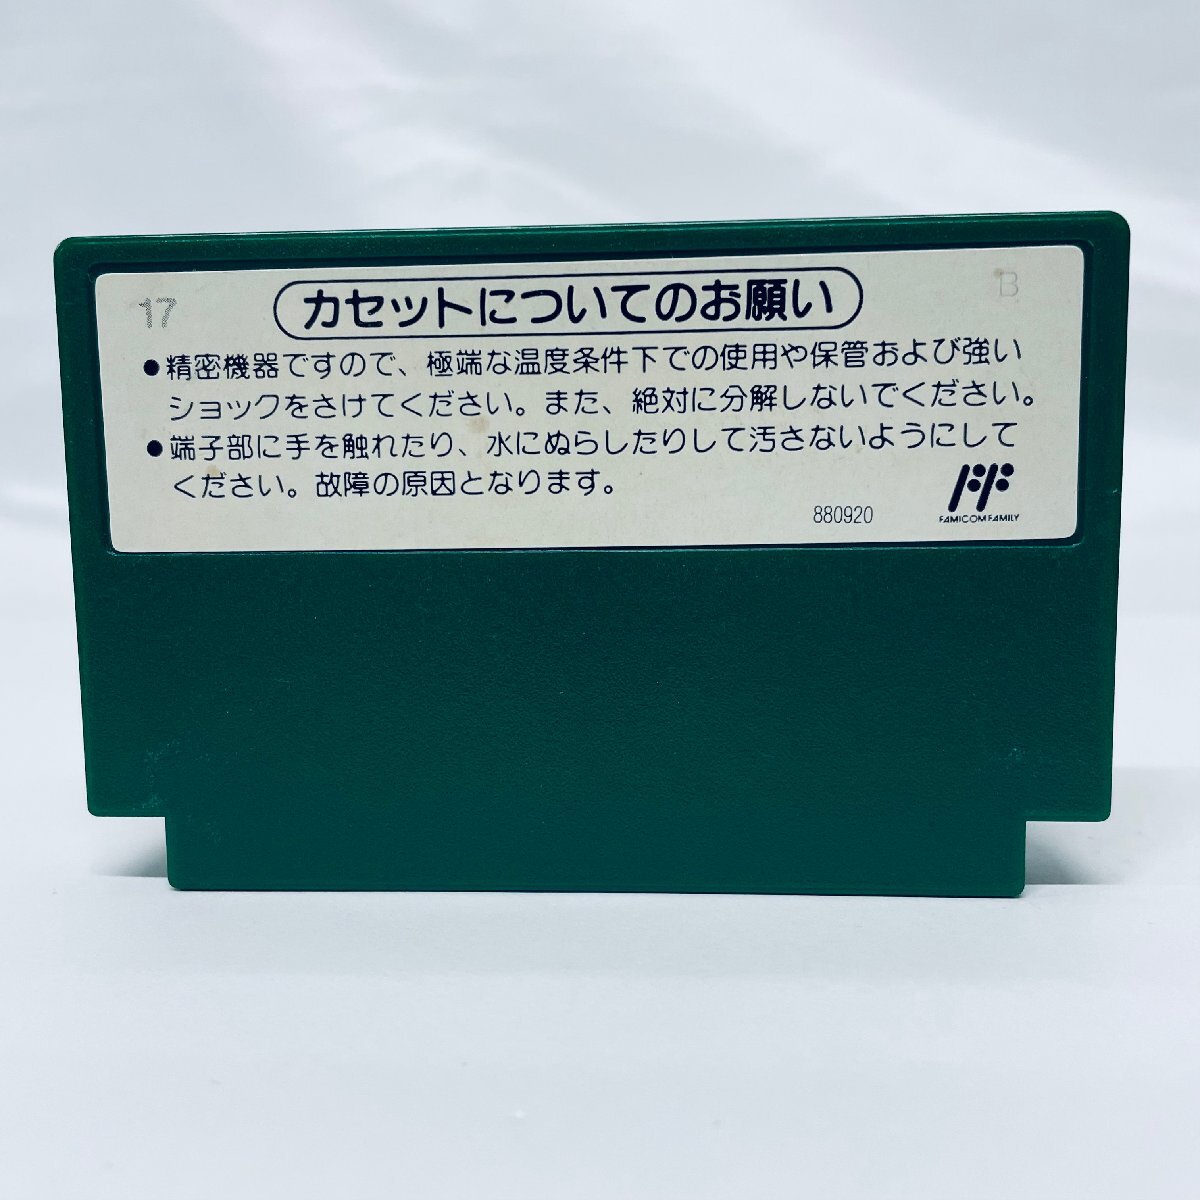 17
カセットについてのお願い
B
●精密機器ですので、極端な温度条件下での使用や保管および強い
ショックをさけてください。また、絶対に分解しないでください。
●端子部に手を触れたり、水にぬらしたりして汚さないようにして
ください。故障の原因となります。
880920
FAMICOM FAMILY